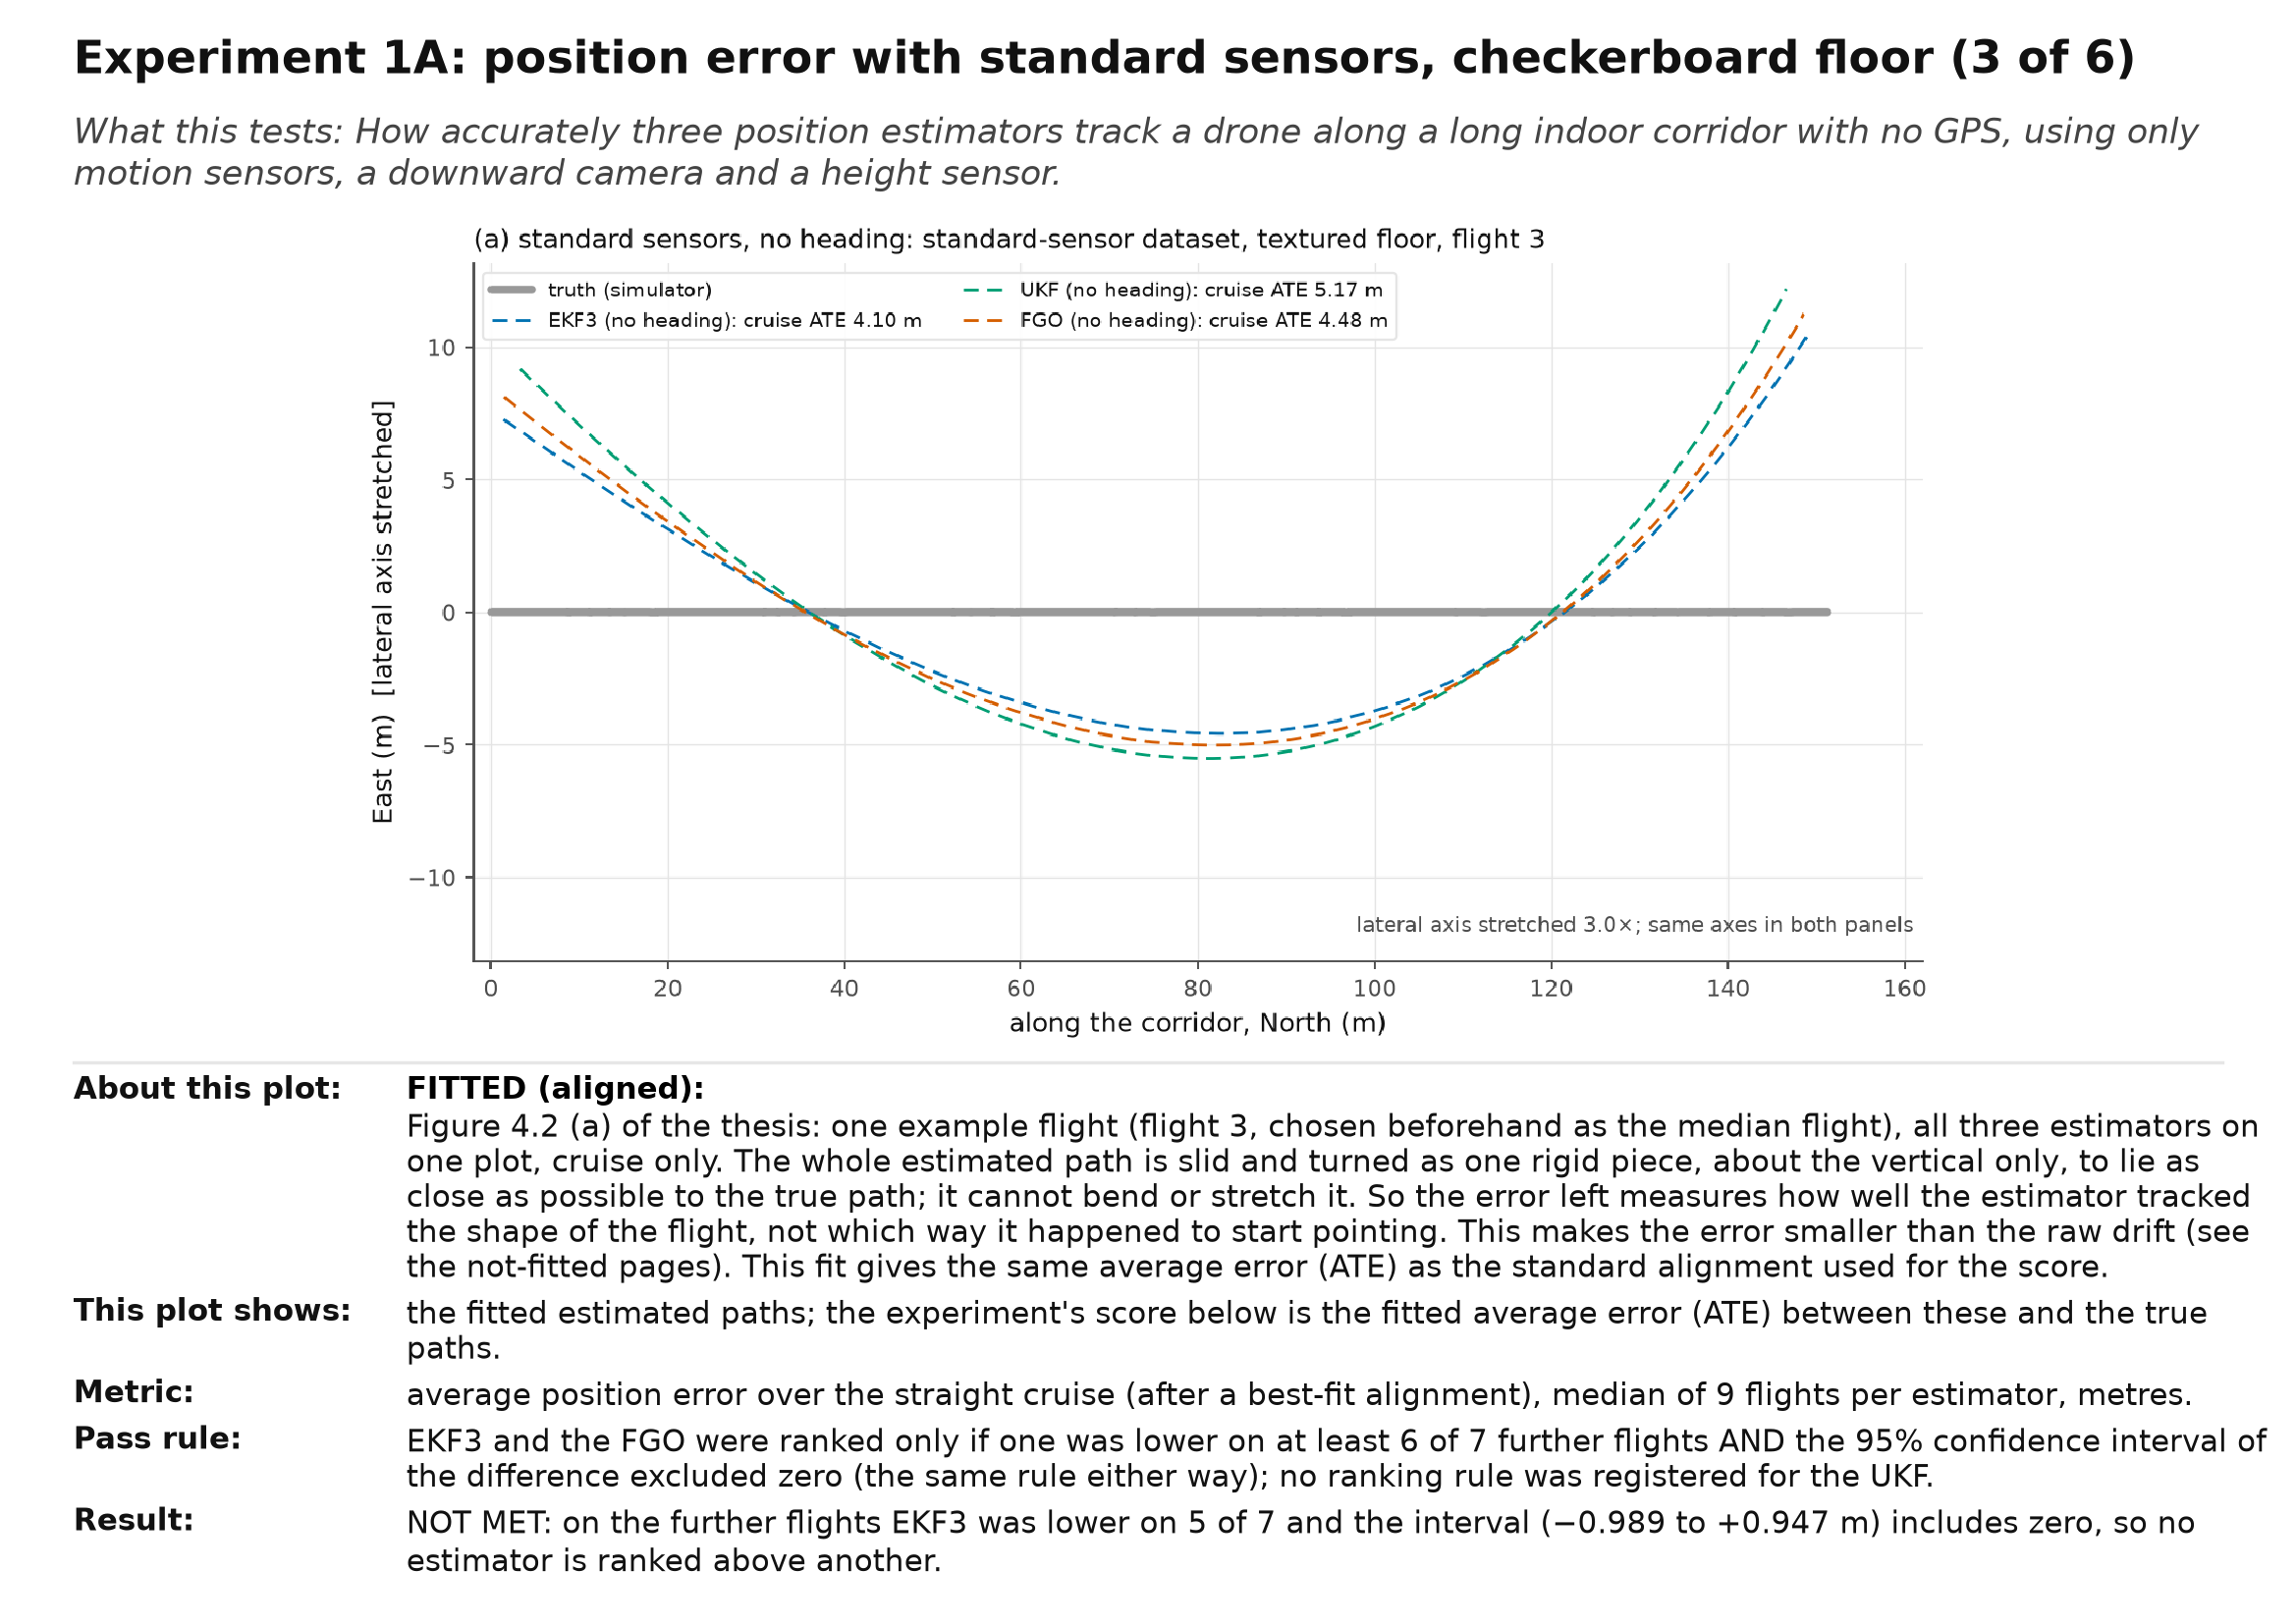 Experiment 1A: position error with standard sensors, checkerboard floor (3 of 6)
What this tests: How accurately three position estimators track a drone along a long indoor corridor with no GPS, using only
motion sensors, a downward camera and a height sensor.
(a) standard sensors, no heading: standard-sensor dataset, textured floor, flight 3
truth (simulator)
EKF3 (no heading): cruise ATE 4.10 m
UKF (no heading): cruise ATE 5.17 m
FGO (no heading): cruise ATE 4.48 m
East (m)  [lateral axis stretched]
10
5
0
−5
−10
lateral axis stretched 3.0×; same axes in both panels
0 20 40 60 80 100 120 140 160
along the corridor, North (m)
About this plot:
FITTED (aligned):
Figure 4.2 (a) of the thesis: one example flight (flight 3, chosen beforehand as the median flight), all three estimators on
one plot, cruise only. The whole estimated path is slid and turned as one rigid piece, about the vertical only, to lie as
close as possible to the true path; it cannot bend or stretch it. So the error left measures how well the estimator tracked
the shape of the flight, not which way it happened to start pointing. This makes the error smaller than the raw drift (see
the not-fitted pages). This fit gives the same average error (ATE) as the standard alignment used for the score.
This plot shows:
the fitted estimated paths; the experiment's score below is the fitted average error (ATE) between these and the true
paths.
Metric:
average position error over the straight cruise (after a best-fit alignment), median of 9 flights per estimator, metres.
Pass rule:
EKF3 and the FGO were ranked only if one was lower on at least 6 of 7 further flights AND the 95% confidence interval of
the difference excluded zero (the same rule either way); no ranking rule was registered for the UKF.
Result:
NOT MET: on the further flights EKF3 was lower on 5 of 7 and the interval (−0.989 to +0.947 m) includes zero, so no
estimator is ranked above another.